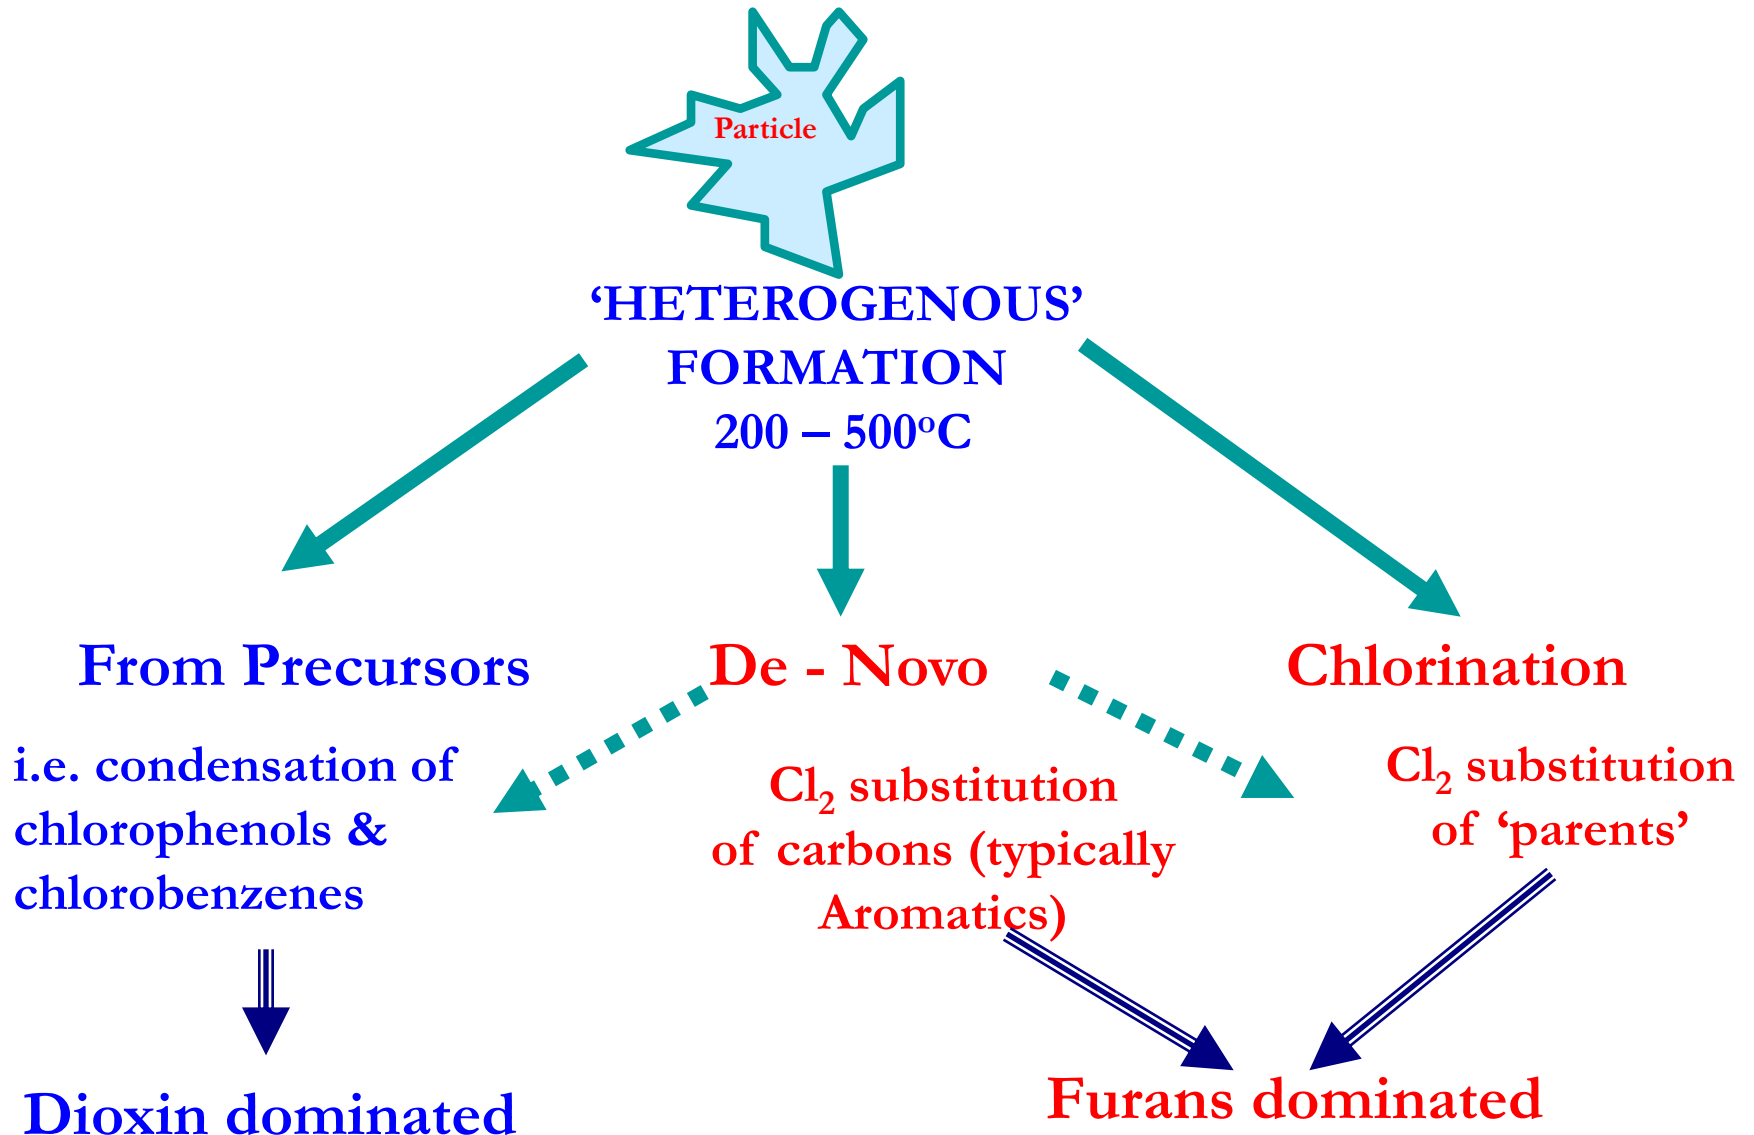 Particle
‘HETEROGENOUS’
FORMATION
200 – 500°C
From Precursors
i.e. condensation of
chlorophenols &
chlorobenzenes
Dioxin dominated
De - Novo
Cl₂ substitution
of carbons (typically
Aromatics)
Chlorination
Cl₂ substitution
of ‘parents’
Furans dominated